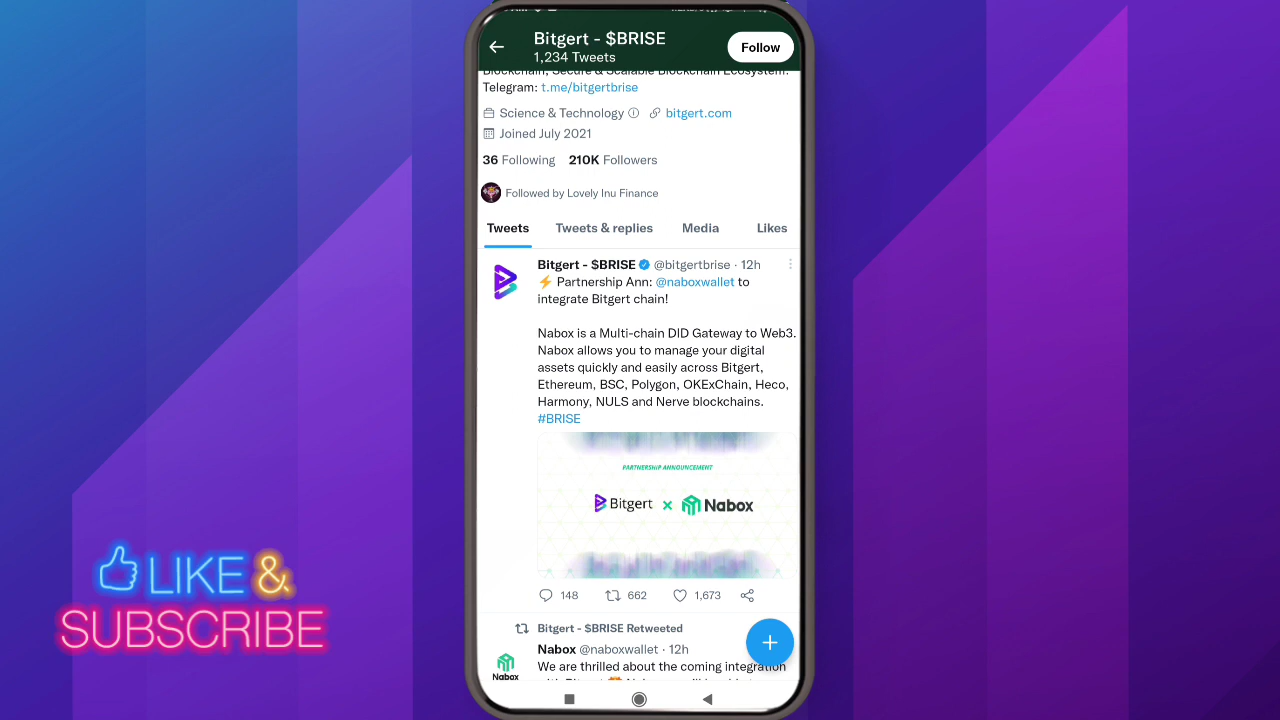 Bitgert - $BRISE
1,234 Tweets
Follow
Blockchain, Secure & Scalable Blockchain Ecosystem.
Telegram: t.me/bitgertbrise
Science & Technology
bitgert.com
Joined July 2021
36 Following 210K Followers
Followed by Lovely Inu Finance
Tweets Tweets & replies Media Likes
Bitgert - $BRISE @bitgertbrise · 12h
⚡ Partnership Ann: @naboxwallet to
integrate Bitgert chain!
Nabox is a Multi-chain DID Gateway to Web3.
Nabox allows you to manage your digital
assets quickly and easily across Bitgert,
Ethereum, BSC, Polygon, OKExChain, Heco,
Harmony, NULS and Nerve blockchains.
#BRISE
PARTNERSHIP ANNOUNCEMENT
Bitgert x Nabox
148 662 1,673
Bitgert - $BRISE Retweeted
Nabox @naboxwallet · 12h
Nabox
We are thrilled about the coming integration
LIKE &
SUBSCRIBE